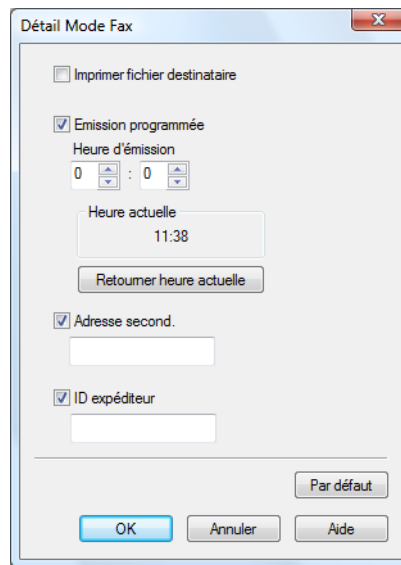 Détail Mode Fax
Imprimer fichier destinataire
Emission programmée
Heure d'émission
0 : 0
Heure actuelle
11:38
Retourner heure actuelle
Adresse second.
ID expéditeur
Par défaut
OK Annuler Aide